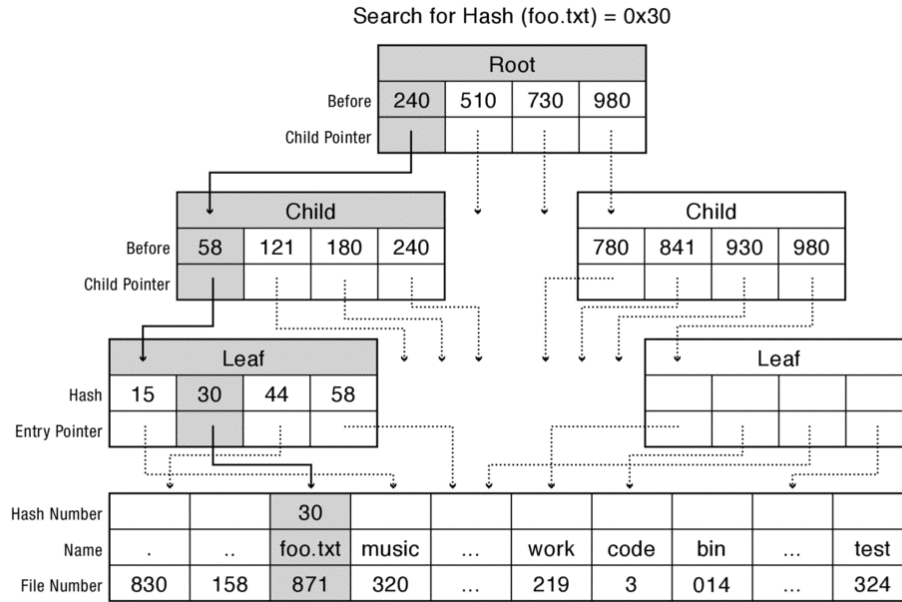 Search for Hash (foo.txt) = 0x30
Root
Before 240 510 730 980
Child Pointer
Child Child
Before 58 121 180 240 780 841 930 980
Child Pointer
Leaf Leaf
Hash 15 30 44 58
Entry Pointer
Hash Number 30
Name . .. foo.txt music ... work code bin ... test
File Number 830 158 871 320 ... 219 3 014 ... 324